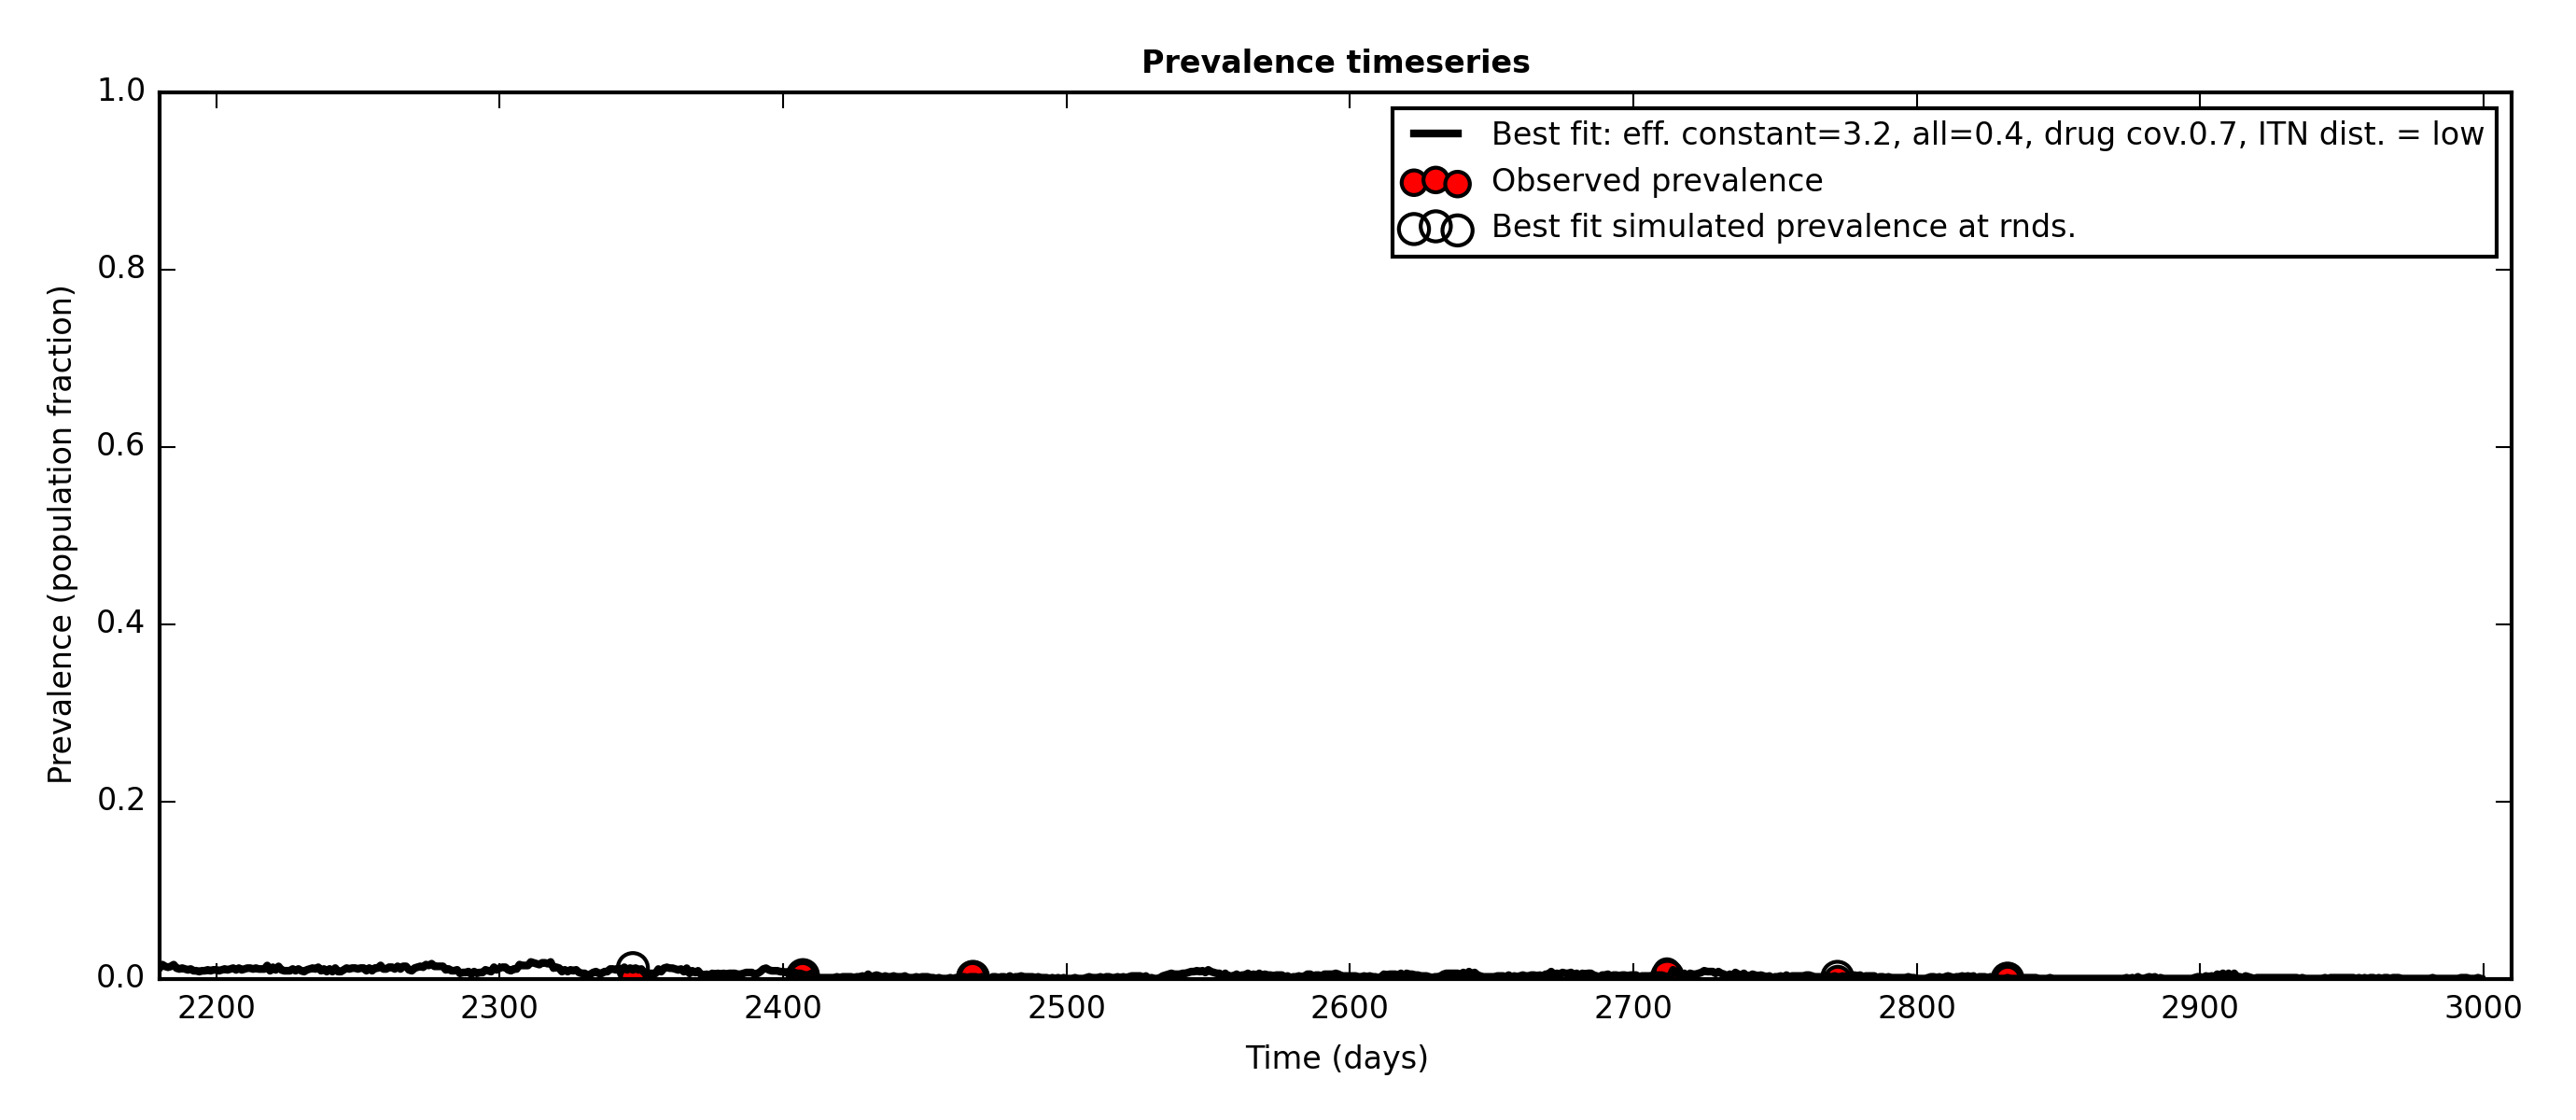 Prevalence timeseries
1.0
0.8
0.6
0.4
0.2
0.0
Prevalence (population fraction)
Best fit: eff. constant=3.2, all=0.4, drug cov.0.7, ITN dist. = low
Observed prevalence
Best fit simulated prevalence at rnds.
2200 2300 2400 2500 2600 2700 2800 2900 3000
Time (days)